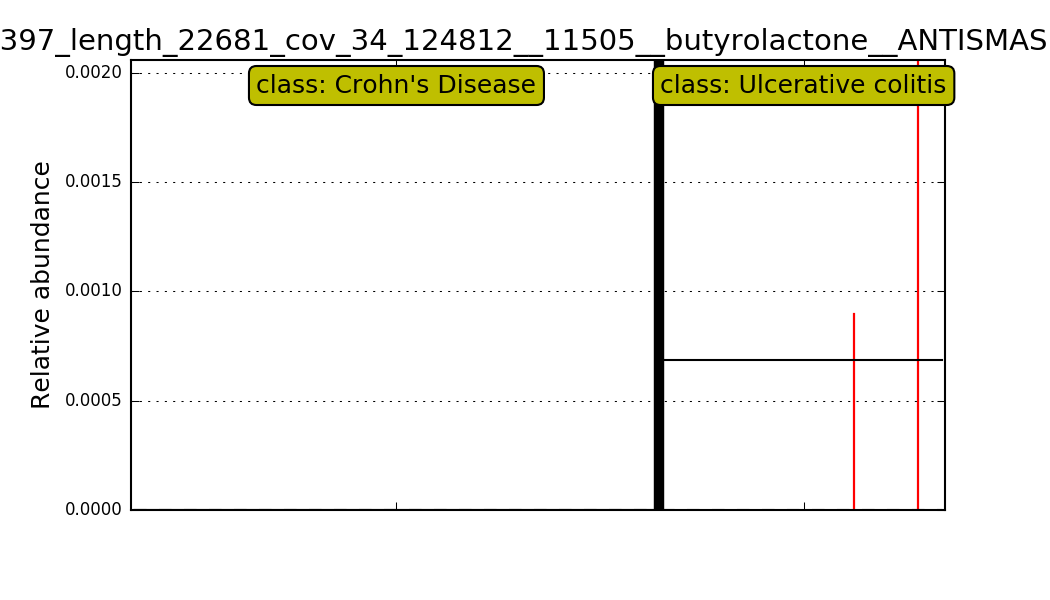 397_length_22681_cov_34_124812__11505__butyrolactone__ANTISMAS
class: Crohn's Disease
class: Ulcerative colitis
Relative abundance
0.0020
0.0015
0.0010
0.0005
0.0000